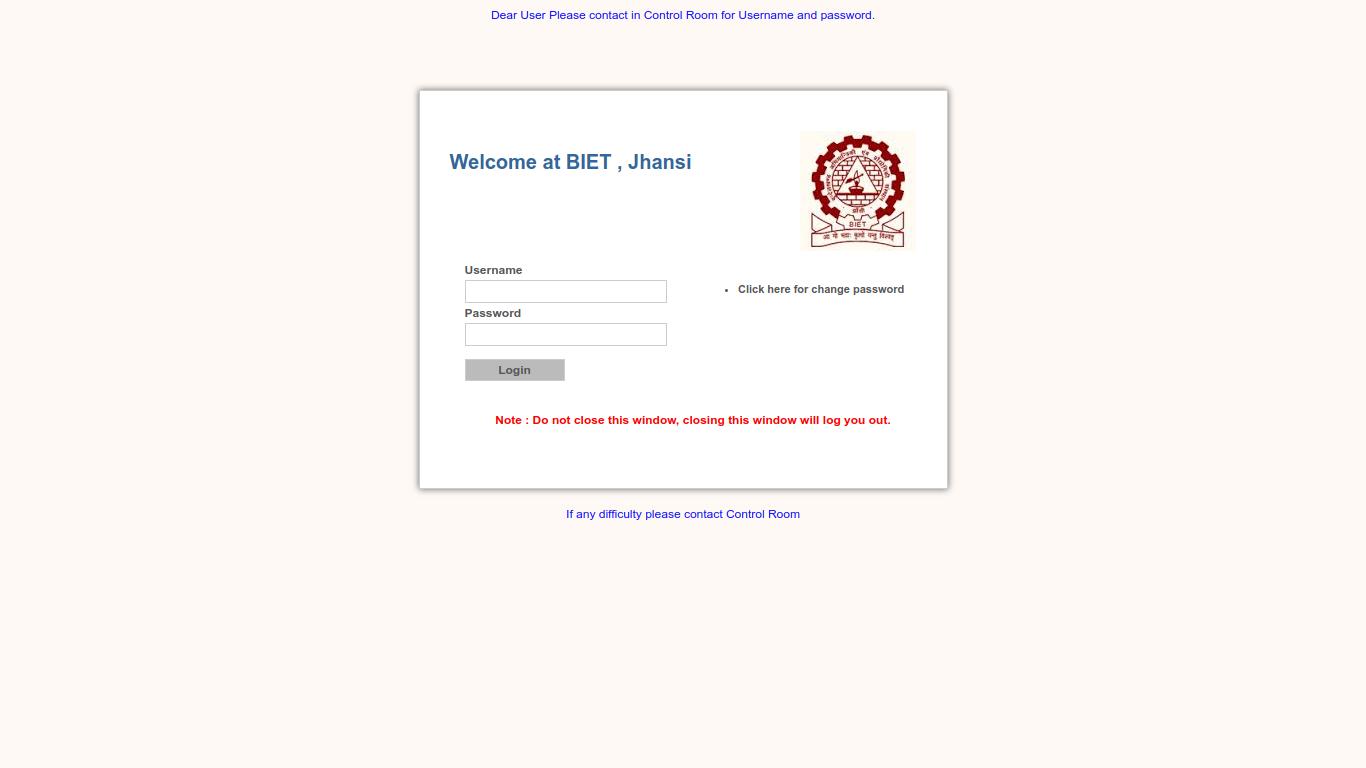 Dear User Please contact in Control Room for Username and password.
Welcome at BIET , Jhansi
BIET
Username
Click here for change password
Password
Login
Note : Do not close this window, closing this window will log you out.
If any difficulty please contact Control Room